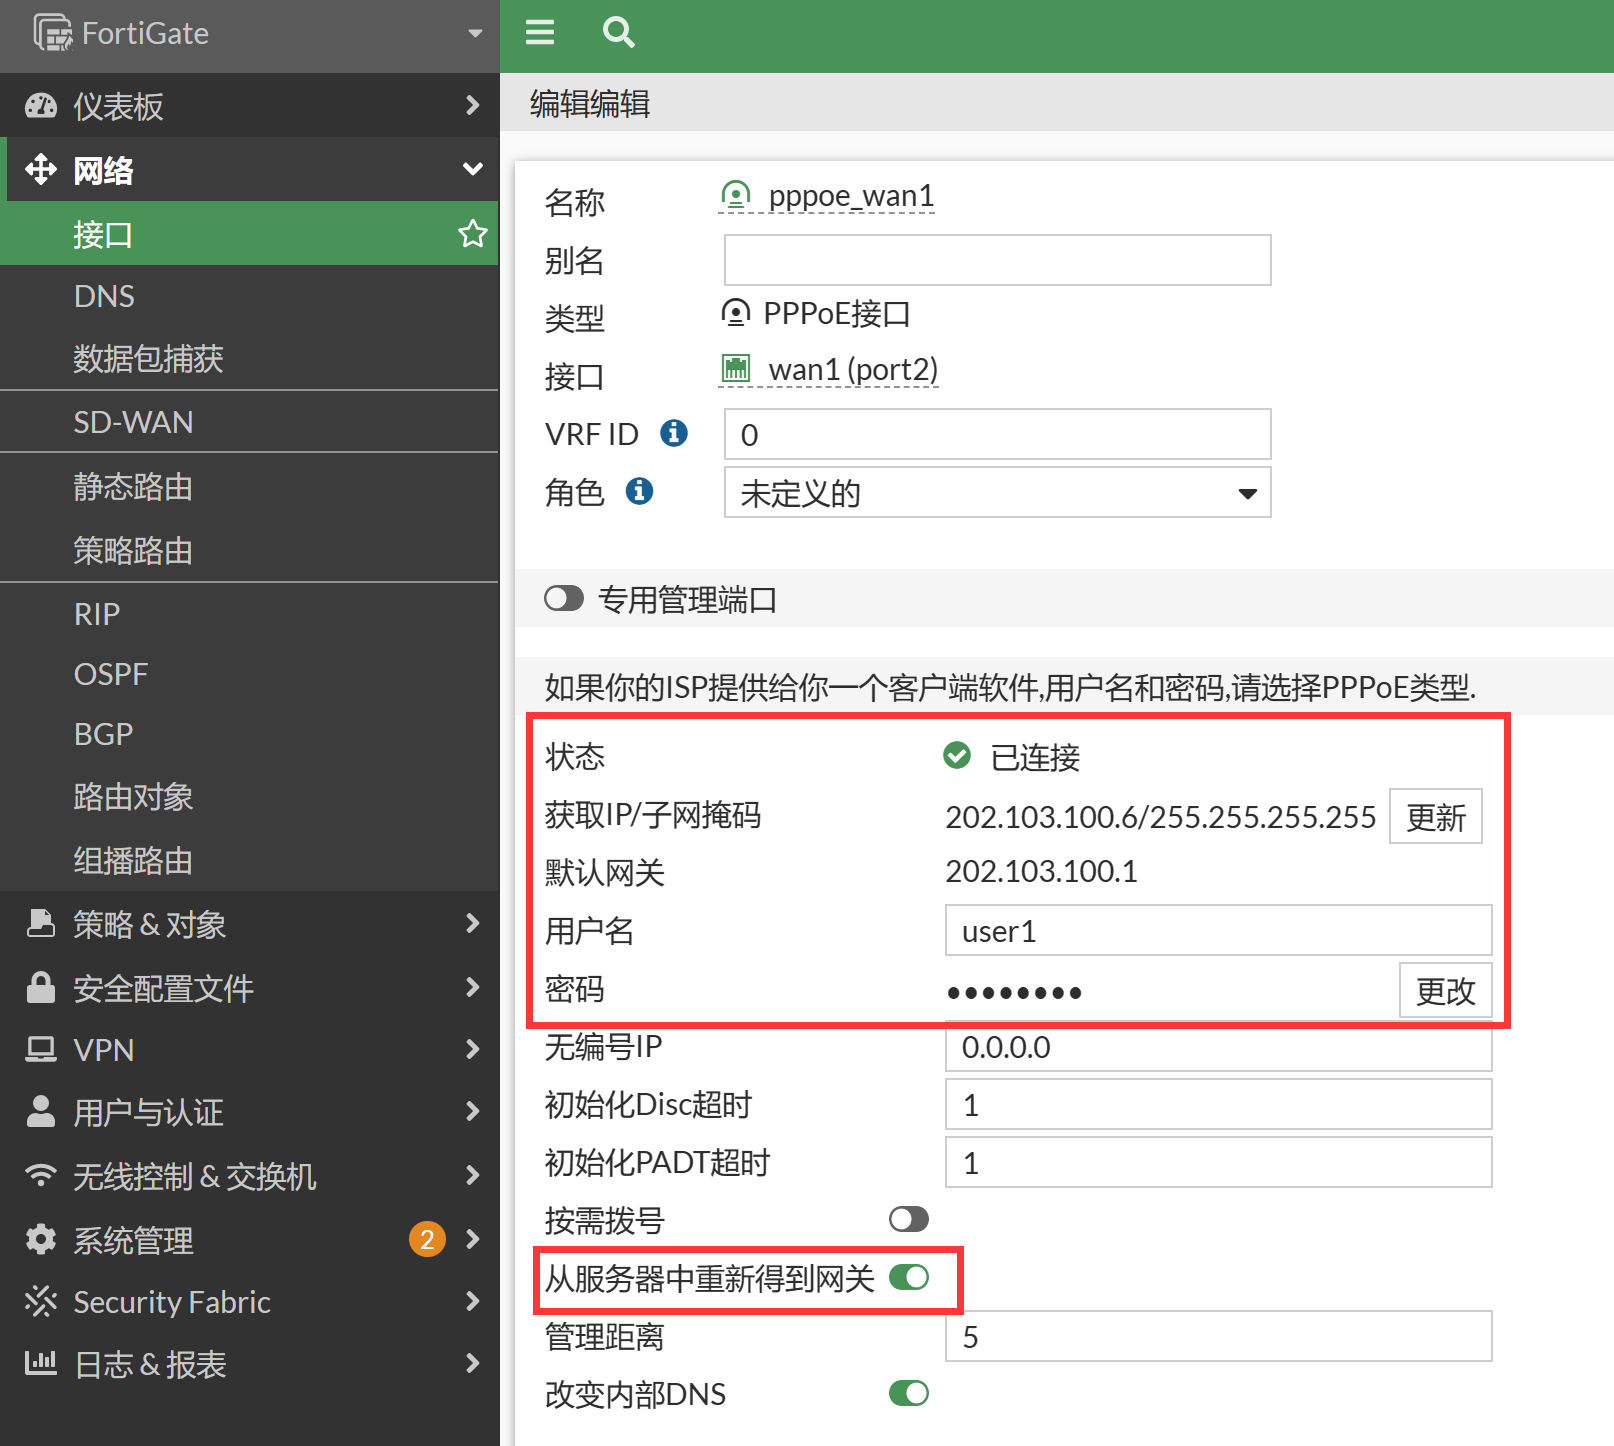 FortiGate
仪表板
网络
接口
DNS
数据包捕获
SD-WAN
静态路由
策略路由
RIP
OSPF
BGP
路由对象
组播路由
策略 & 对象
安全配置文件
VPN
用户与认证
无线控制 & 交换机
系统管理 2
Security Fabric
日志 & 报表
编辑编辑
名称 pppoe_wan1
别名
类型 PPPoE接口
接口 wan1 (port2)
VRF ID 0
角色 未定义的
专用管理端口
如果你的ISP提供给你一个客户端软件,用户名和密码,请选择PPPoE类型.
状态 已连接
获取IP/子网掩码 202.103.100.6/255.255.255.255 更新
默认网关 202.103.100.1
用户名 user1
密码 •••••••• 更改
无编号IP 0.0.0.0
初始化Disc超时 1
初始化PADT超时 1
按需拨号
从服务器中重新得到网关
管理距离 5
改变内部DNS